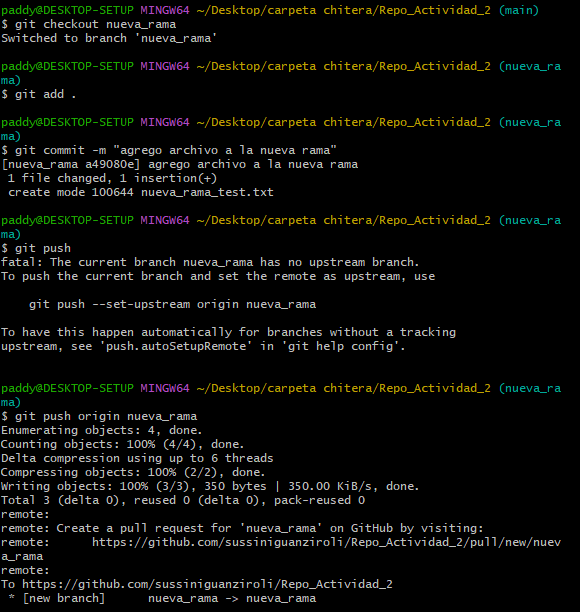 paddy@DESKTOP-SETUP MINGW64 ~/Desktop/carpeta chitera/Repo_Actividad_2 (main)
$ git checkout nueva_rama
Switched to branch 'nueva_rama'
paddy@DESKTOP-SETUP MINGW64 ~/Desktop/carpeta chitera/Repo_Actividad_2 (nueva_ra
ma)
$ git add .
paddy@DESKTOP-SETUP MINGW64 ~/Desktop/carpeta chitera/Repo_Actividad_2 (nueva_ra
ma)
$ git commit -m "agrego archivo a la nueva rama"
[nueva_rama a49080e] agrego archivo a la nueva rama
 1 file changed, 1 insertion(+)
 create mode 100644 nueva_rama_test.txt
paddy@DESKTOP-SETUP MINGW64 ~/Desktop/carpeta chitera/Repo_Actividad_2 (nueva_ra
ma)
$ git push
fatal: The current branch nueva_rama has no upstream branch.
To push the current branch and set the remote as upstream, use
    git push --set-upstream origin nueva_rama
To have this happen automatically for branches without a tracking
upstream, see 'push.autoSetupRemote' in 'git help config'.
paddy@DESKTOP-SETUP MINGW64 ~/Desktop/carpeta chitera/Repo_Actividad_2 (nueva_ra
ma)
$ git push origin nueva_rama
Enumerating objects: 4, done.
Counting objects: 100% (4/4), done.
Delta compression using up to 6 threads
Compressing objects: 100% (2/2), done.
Writing objects: 100% (3/3), 350 bytes | 350.00 KiB/s, done.
Total 3 (delta 0), reused 0 (delta 0), pack-reused 0
remote:
remote: Create a pull request for 'nueva_rama' on GitHub by visiting:
remote:      https://github.com/sussiniguanziroli/Repo_Actividad_2/pull/new/nuev
a_rama
remote:
To https://github.com/sussiniguanziroli/Repo_Actividad_2
 * [new branch]      nueva_rama -> nueva_rama